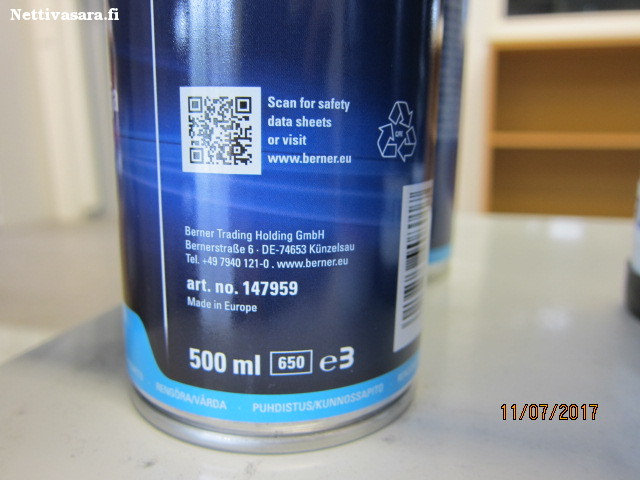 Nettivasara.fi
Scan for safety
data sheets
or visit
www.berner.eu
Berner Trading Holding GmbH
Bernerstraße 6 · DE-74653 Künzelsau
Tel. +49 7940 121-0 . www.berner.eu
art. no. 147959
Made in Europe
500 ml 650 e3
RENGÖRA/VÅRDA · PUHDISTUS/KUNNOSSAPITO
11/07/2017